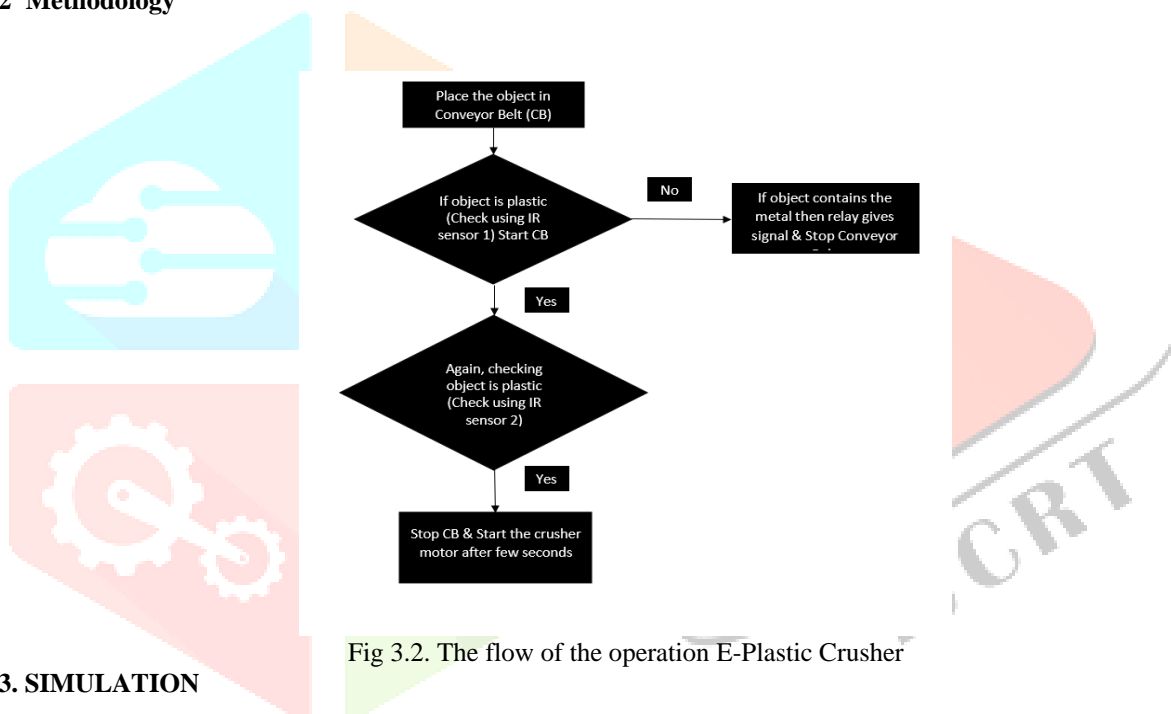 2 Methodology
Place the object in
Conveyor Belt (CB)
If object is plastic
(Check using IR
sensor 1) Start CB
No
If object contains the
metal then relay gives
signal & Stop Conveyor
Yes
Again, checking
object is plastic
(Check using IR
sensor 2)
Yes
Stop CB & Start the crusher
motor after few seconds
CRT
Fig 3.2. The flow of the operation E-Plastic Crusher
3. SIMULATION